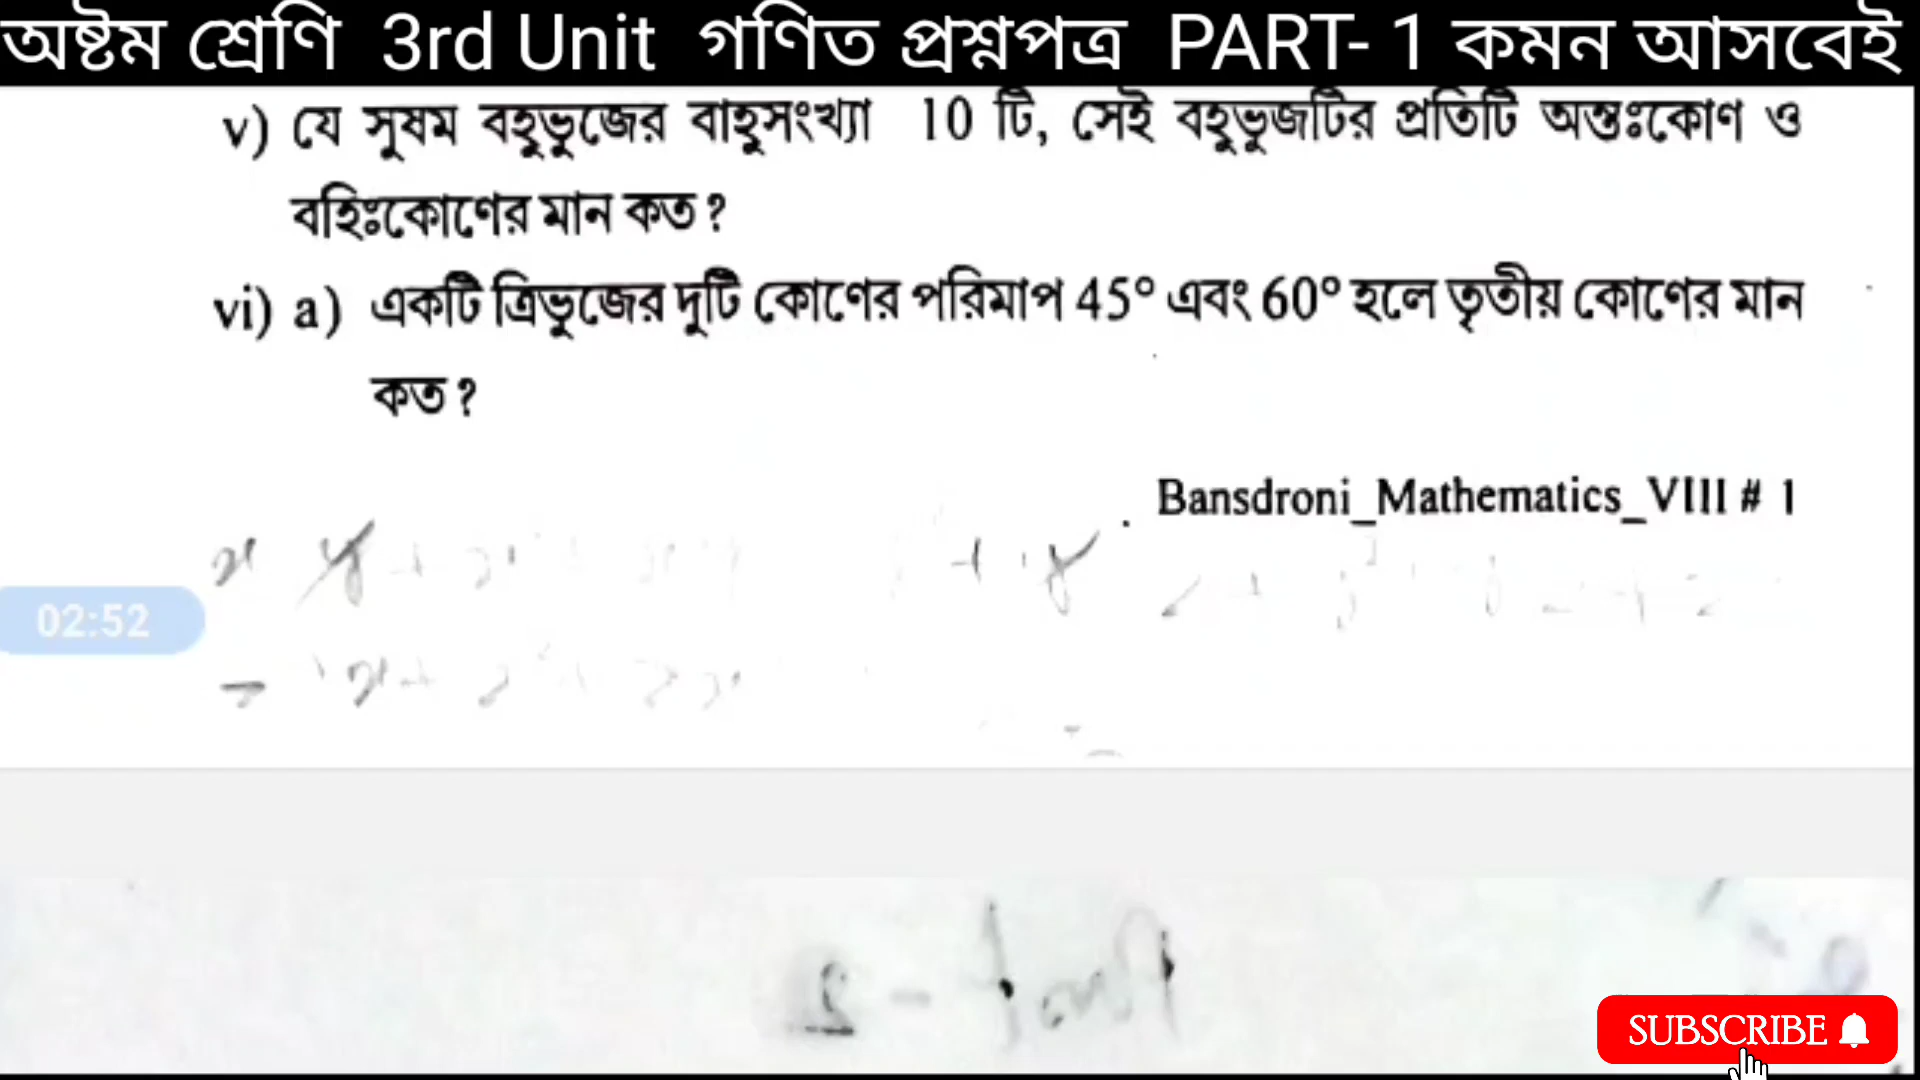 অষ্টম শ্রেণি 3rd Unit গণিত প্রশ্নপত্র PART- 1 কমন আসবেই
v) যে সুষম বহুভুজের বাহুসংখ্যা 10 টি, সেই বহুভুজটির প্রতিটি অন্তঃকোণ ও
বহিঃকোণের মান কত?
vi) a) একটি ত্রিভুজের দুটি কোণের পরিমাপ 45° এবং 60° হলে তৃতীয় কোণের মান
কত?
Bansdroni_Mathematics_VIII # 1
02:52
SUBSCRIBE